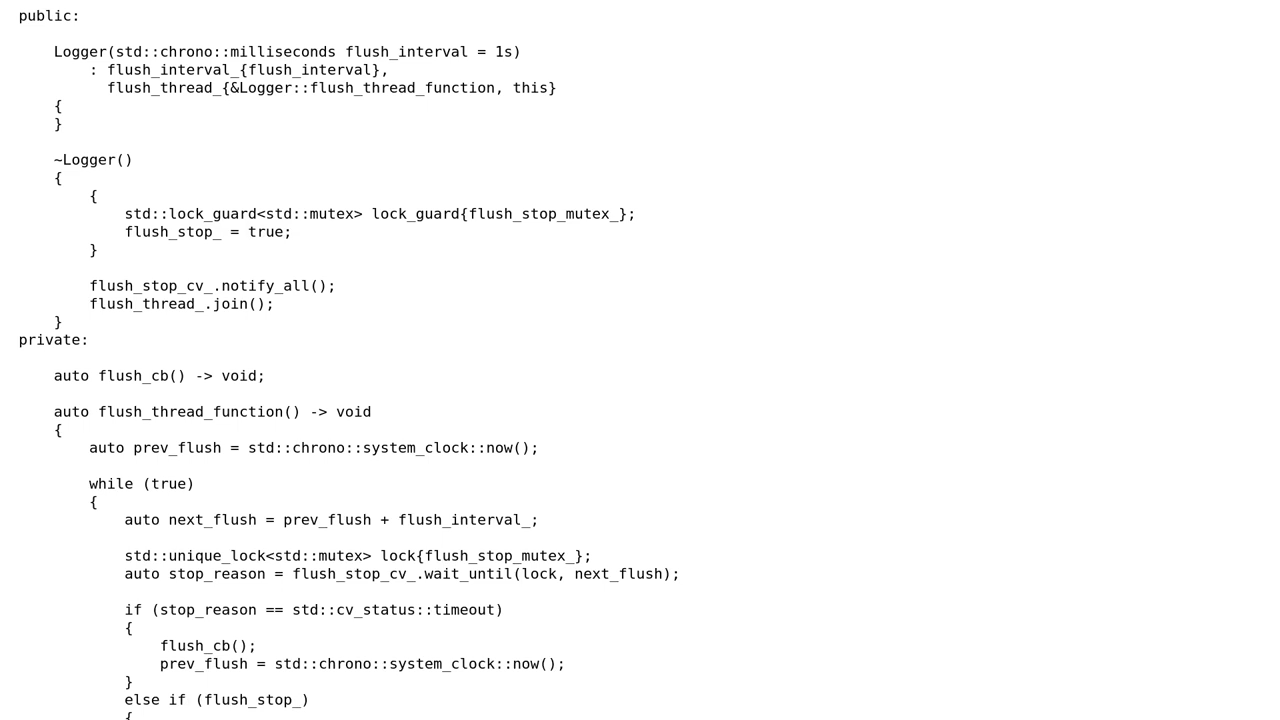 public:
    Logger(std::chrono::milliseconds flush_interval = 1s)
        : flush_interval_{flush_interval},
          flush_thread_{&Logger::flush_thread_function, this}
    {
    }
    ~Logger()
    {
        {
            std::lock_guard<std::mutex> lock_guard{flush_stop_mutex_};
            flush_stop_ = true;
        }
        flush_stop_cv_.notify_all();
        flush_thread_.join();
    }
private:
    auto flush_cb() -> void;
    auto flush_thread_function() -> void
    {
        auto prev_flush = std::chrono::system_clock::now();
        while (true)
        {
            auto next_flush = prev_flush + flush_interval_;
            std::unique_lock<std::mutex> lock{flush_stop_mutex_};
            auto stop_reason = flush_stop_cv_.wait_until(lock, next_flush);
            if (stop_reason == std::cv_status::timeout)
            {
                flush_cb();
                prev_flush = std::chrono::system_clock::now();
            }
            else if (flush_stop_)
            {